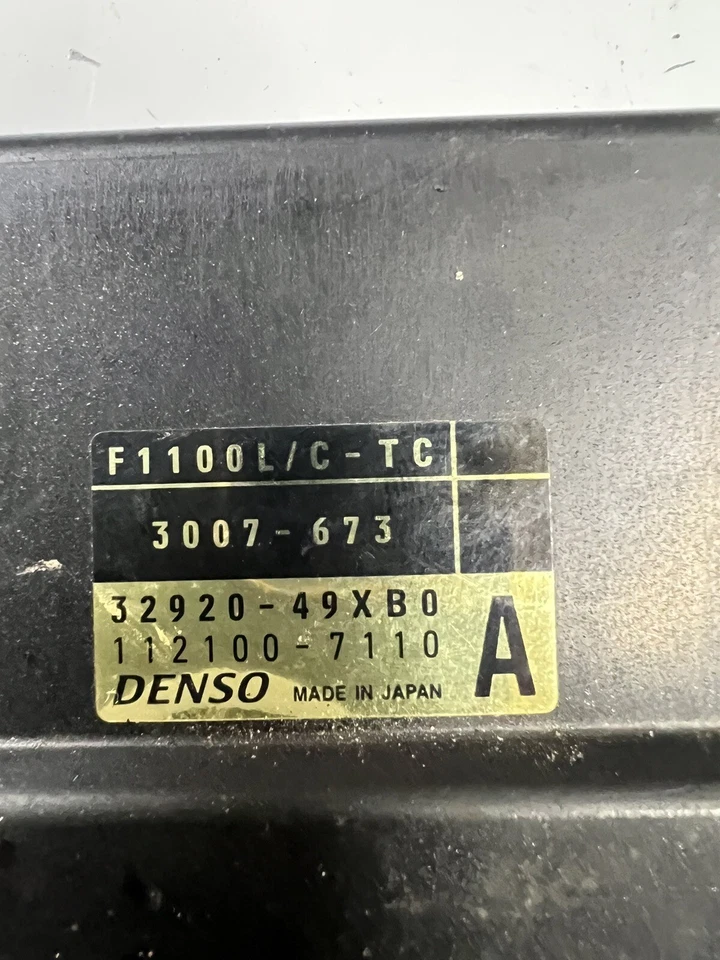 F1100L/C-TC
3007-673
32920-49XB0
112100-7110
A
DENSO MADE IN JAPAN